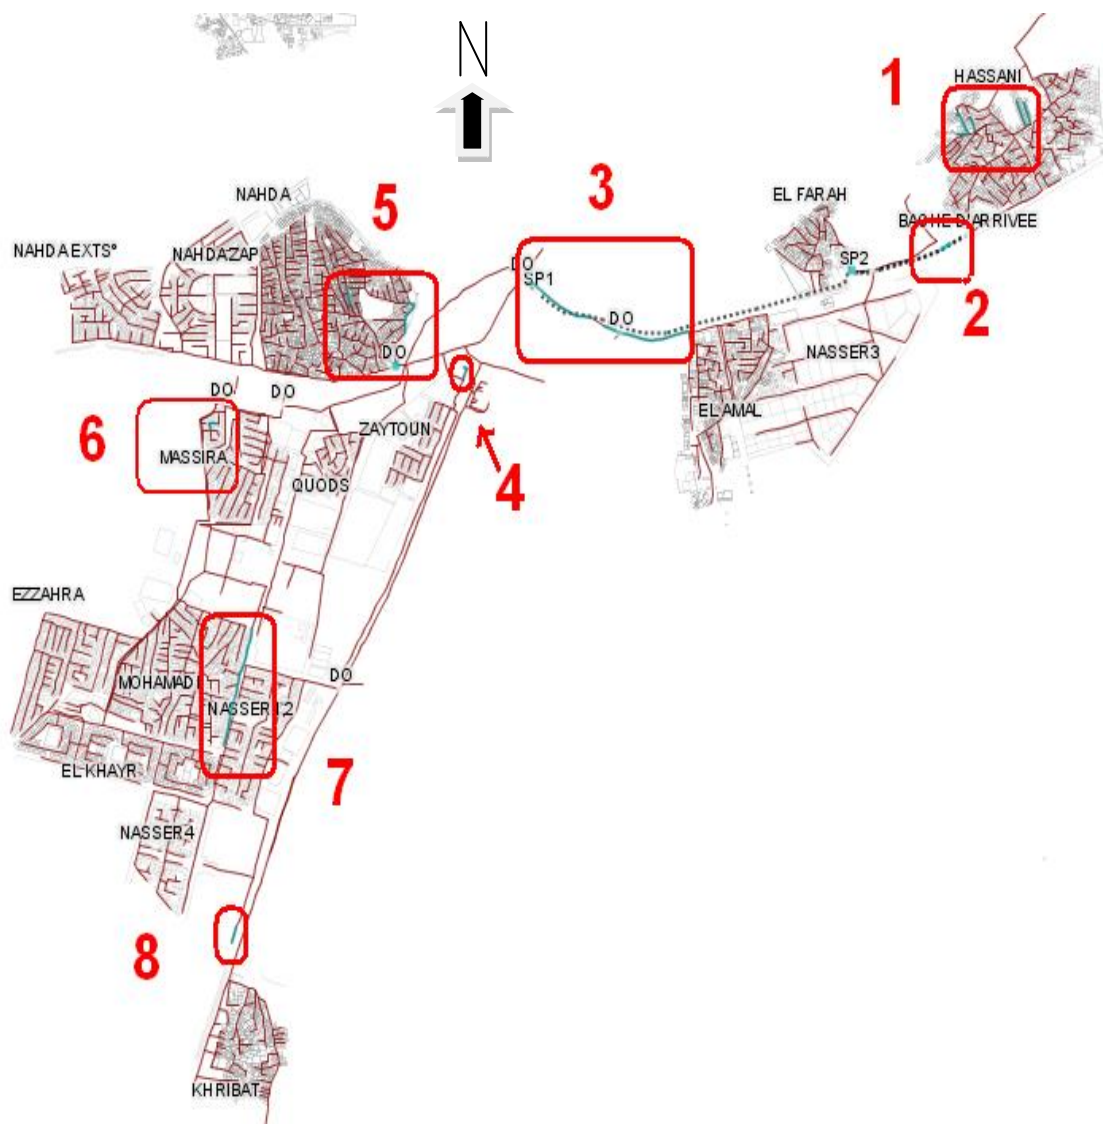 N
1
HASSANI
5
3
NAHDA
EL FARAH
BACHE D'ARRIVEE
NAHDA EXTS°
NAHDA ZAP
DO
SP1
SP2
2
DO
NASSER3
DO
DO
DO
EL AMAL
6
ZAYTOUN
MASSIRA
QUODS
4
EZZAHRA
DO
MOHAMADI
NASSER12
EL KHAYR
7
NASSER4
8
KHRIBAT